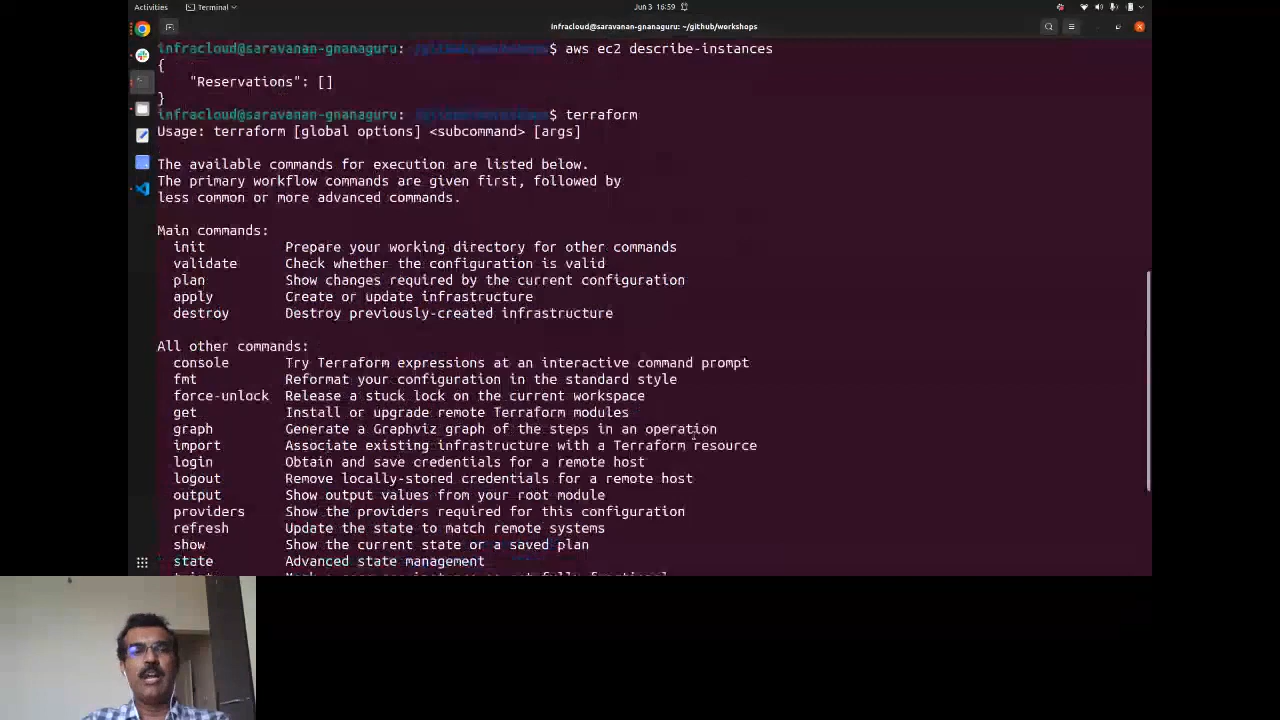 Activities
Terminal
Jun 3 16:59
infracloud@saravanan-gnanaguru: ~/github/workshops
infracloud@saravanan-gnanaguru: ~/github/workshops$ aws ec2 describe-instances
{
"Reservations": []
}
infracloud@saravanan-gnanaguru: $ terraform
Usage: terraform [global options] <subcommand> [args]
The available commands for execution are listed below.
The primary workflow commands are given first, followed by
less common or more advanced commands.
Main commands:
init Prepare your working directory for other commands
validate Check whether the configuration is valid
plan Show changes required by the current configuration
apply Create or update infrastructure
destroy Destroy previously-created infrastructure
All other commands:
console Try Terraform expressions at an interactive command prompt
fmt Reformat your configuration in the standard style
force-unlock Release a stuck lock on the current workspace
get Install or upgrade remote Terraform modules
graph Generate a Graphviz graph of the steps in an operation
import Associate existing infrastructure with a Terraform resource
login Obtain and save credentials for a remote host
logout Remove locally-stored credentials for a remote host
output Show output values from your root module
providers Show the providers required for this configuration
refresh Update the state to match remote systems
show Show the current state or a saved plan
state Advanced state management